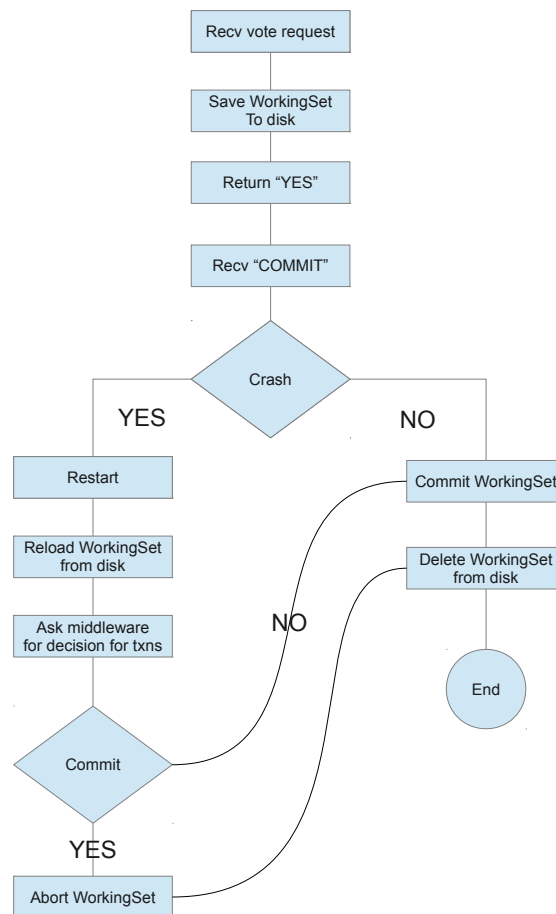 Recv vote request
Save WorkingSet
To disk
Return “YES”
Recv “COMMIT”
Crash
YES
NO
Restart
Commit WorkingSet
Reload WorkingSet
from disk
Delete WorkingSet
from disk
Ask middleware
for decision for txns
NO
End
Commit
YES
Abort WorkingSet